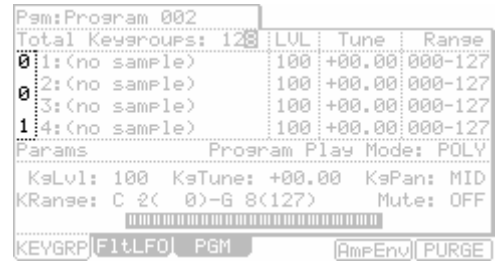 Pgm:Program 002
Total Keygroups: 128 LVL Tune Range
0 1:(no sample) 100 +00.00 000-127
0 2:(no sample) 100 +00.00 000-127
3:(no sample) 100 +00.00 000-127
1 4:(no sample) 100 +00.00 000-127
Params Program Play Mode: POLY
KgLvl: 100 KgTune: +00.00 KgPan: MID
KRange: C 2( 0)-G 8(127) Mute: OFF
KEYGRP FltLFO PGM AmpEnv PURGE